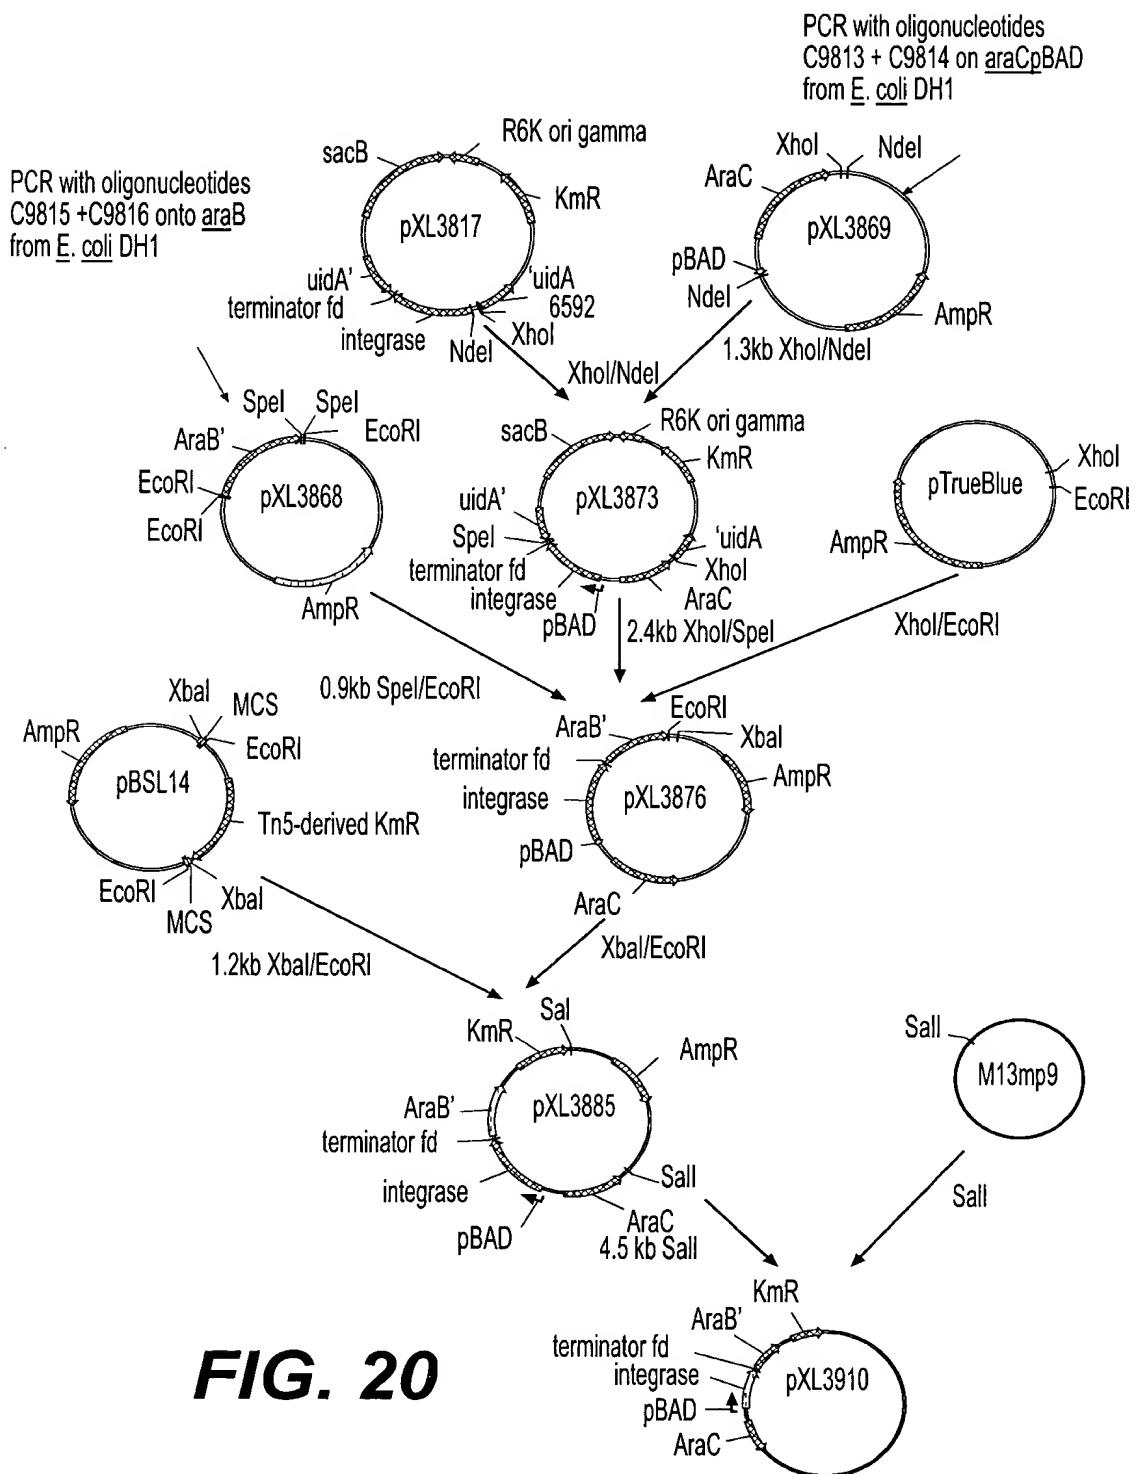 PCR with oligonucleotides
C9813 + C9814 on araCpBAD
from E. coli DH1
PCR with oligonucleotides
C9815 +C9816 onto araB
from E. coli DH1
sacB
R6K ori gamma
KmR
pXL3817
uidA'
terminator fd
integrase
NdeI
XhoI
'uidA
6592
XhoI
NdeI
AraC
pXL3869
pBAD
NdeI
AmpR
1.3kb XhoI/NdeI
XhoI/NdeI
SpeI
SpeI
EcoRI
AraB'
EcoRI
EcoRI
pXL3868
AmpR
sacB
R6K ori gamma
KmR
pXL3873
uidA'
SpeI
terminator fd
integrase
pBAD
'uidA
XhoI
AraC
pTrueBlue
XhoI
EcoRI
AmpR
XhoI/EcoRI
2.4kb XhoI/SpeI
0.9kb SpeI/EcoRI
XbaI
MCS
EcoRI
AmpR
pBSL14
Tn5-derived KmR
EcoRI
MCS
XbaI
AraB'
EcoRI
XbaI
terminator fd
integrase
AmpR
pXL3876
pBAD
AraC
XbaI/EcoRI
1.2kb XbaI/EcoRI
SaI
KmR
AmpR
AraB'
pXL3885
terminator fd
integrase
pBAD
SalI
AraC
4.5 kb SalI
SalI
M13mp9
SalI
KmR
AraB'
terminator fd
integrase
pXL3910
pBAD
AraC
FIG. 20